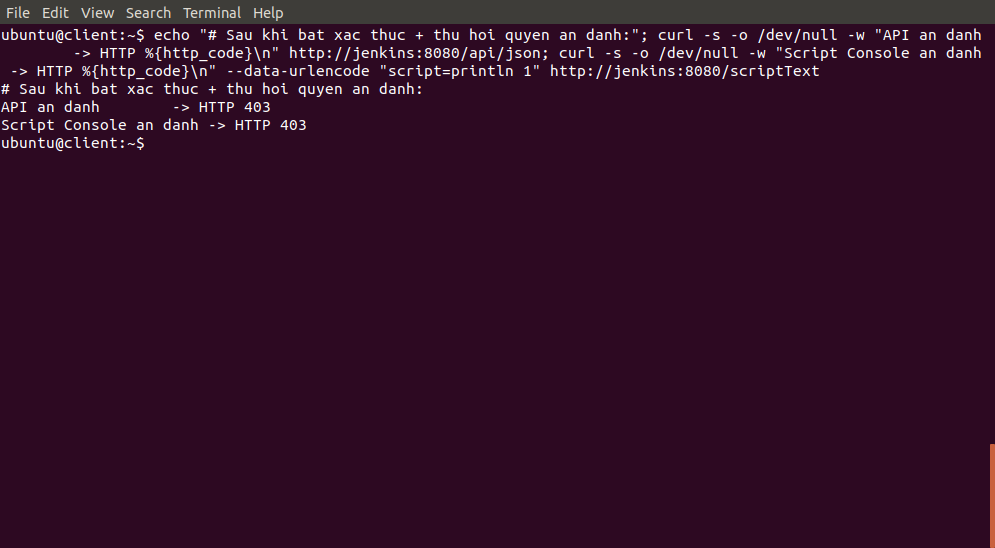 File Edit View Search Terminal Help
ubuntu@client:~$ echo "# Sau khi bat xac thuc + thu hoi quyen an danh:"; curl -s -o /dev/null -w "API an danh
        -> HTTP %{http_code}\n" http://jenkins:8080/api/json; curl -s -o /dev/null -w "Script Console an danh
 -> HTTP %{http_code}\n" --data-urlencode "script=println 1" http://jenkins:8080/scriptText
# Sau khi bat xac thuc + thu hoi quyen an danh:
API an danh        -> HTTP 403
Script Console an danh -> HTTP 403
ubuntu@client:~$